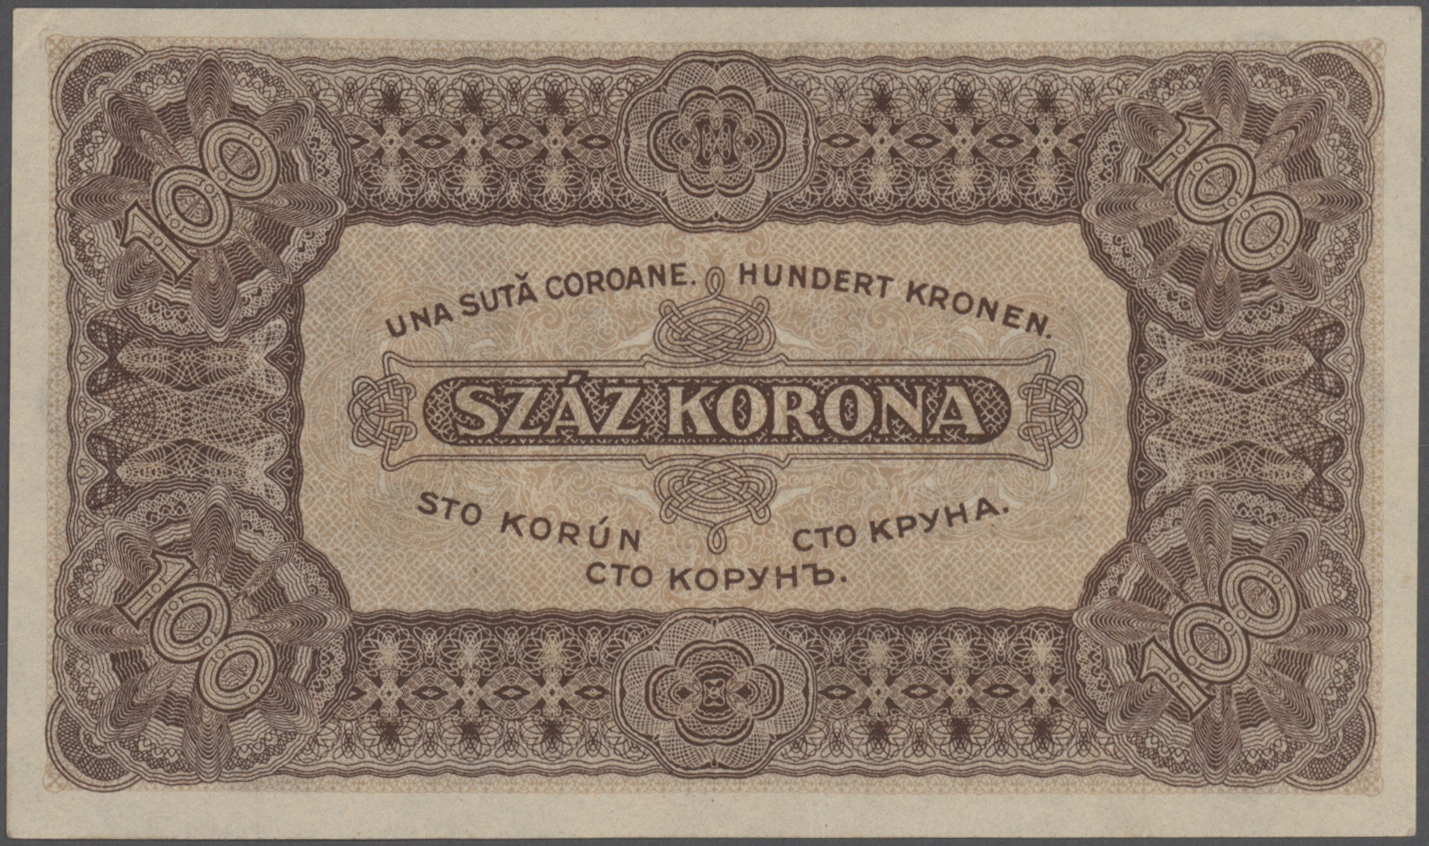 100
100
UNA SUTĂ COROANE. HUNDERT KRONEN.
SZÁZ KORONA
STO KORÚN СТО КРУНА.
СТО КОРУНЪ.
100
100